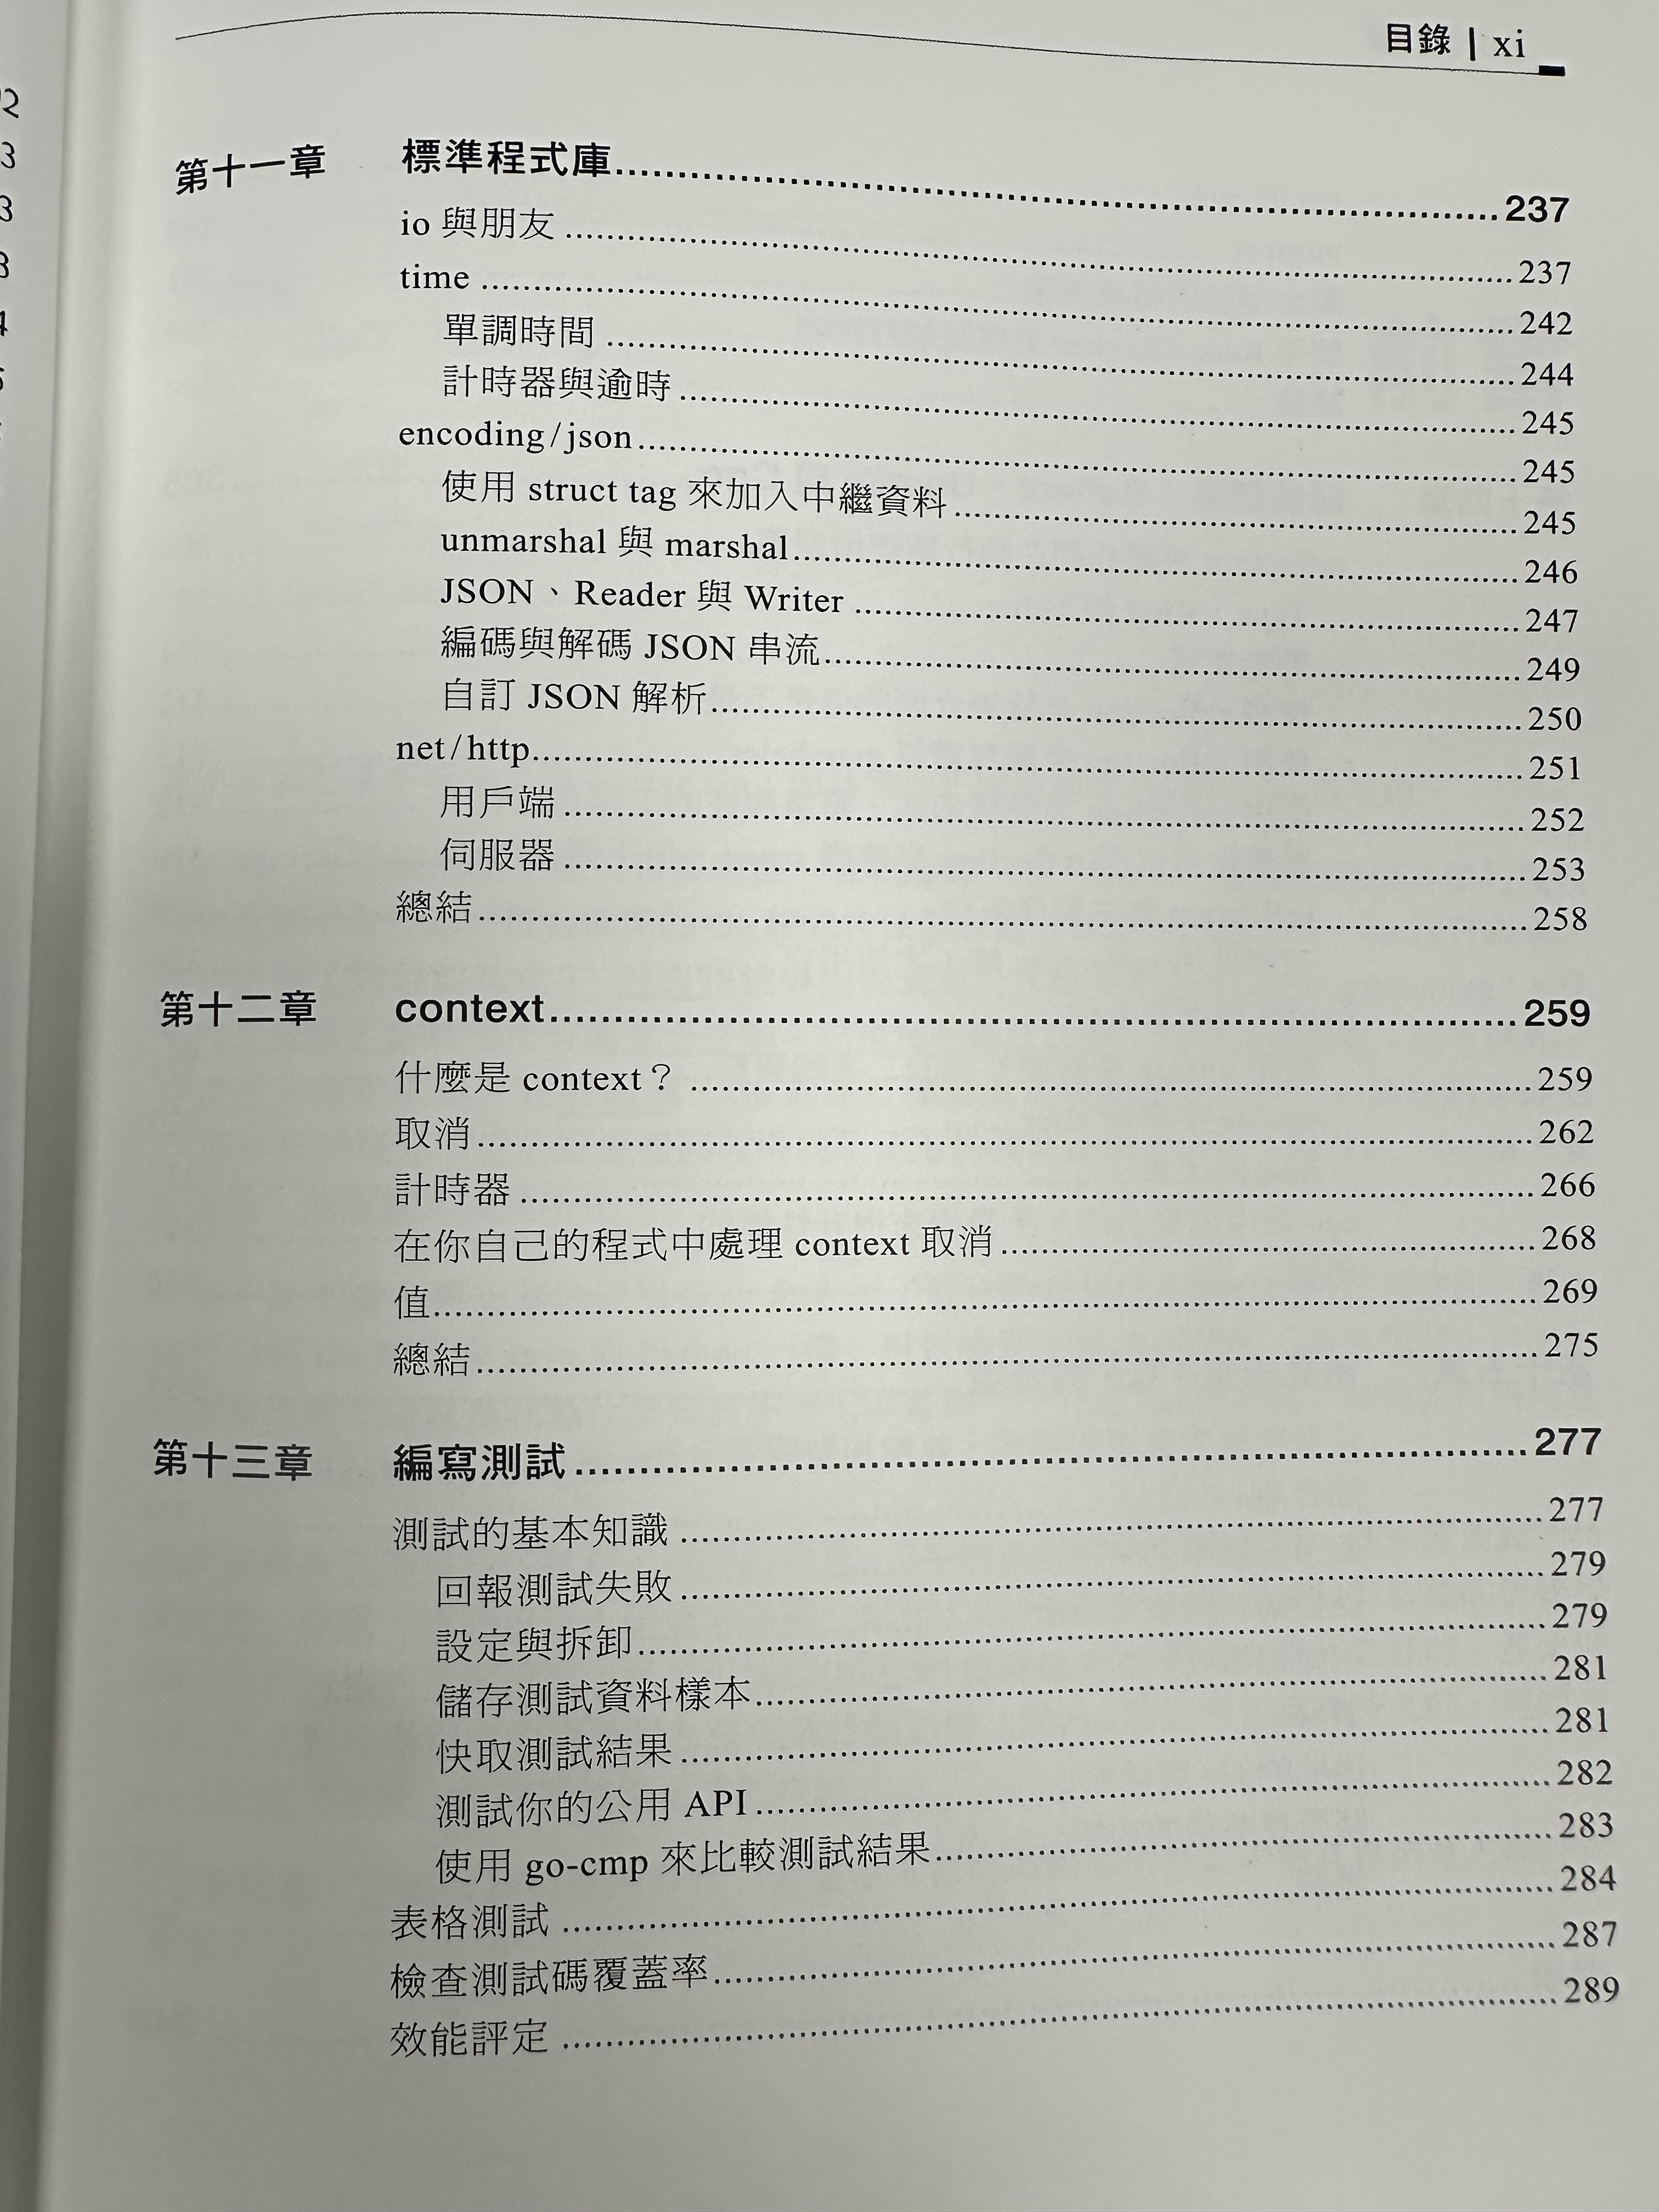 目錄 | xi
第十一章 標準程式庫 237
io 與朋友 237
time 242
單調時間 244
計時器與逾時 245
encoding/json 245
使用 struct tag 來加入中繼資料 245
unmarshal 與 marshal 246
JSON、Reader 與 Writer 247
編碼與解碼 JSON 串流 249
自訂 JSON 解析 250
net/http 251
用戶端 252
伺服器 253
總結 258
第十二章 context 259
什麼是 context？ 259
取消 262
計時器 266
在你自己的程式中處理 context 取消 268
值 269
總結 275
第十三章 編寫測試 277
測試的基本知識 277
回報測試失敗 279
設定與拆卸 279
儲存測試資料樣本 281
快取測試結果 281
測試你的公用 API 282
使用 go-cmp 來比較測試結果 283
表格測試 284
檢查測試碼覆蓋率 287
效能評定 289